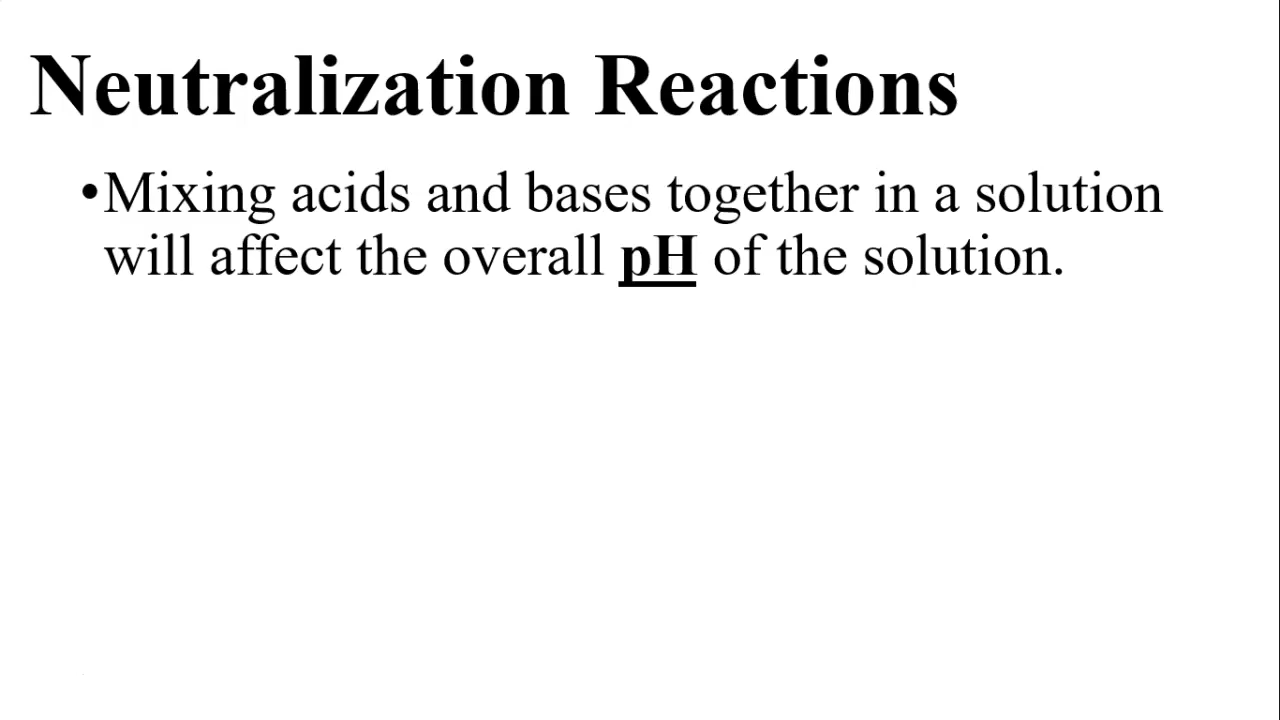 Neutralization Reactions
•Mixing acids and bases together in a solution
will affect the overall pH of the solution.